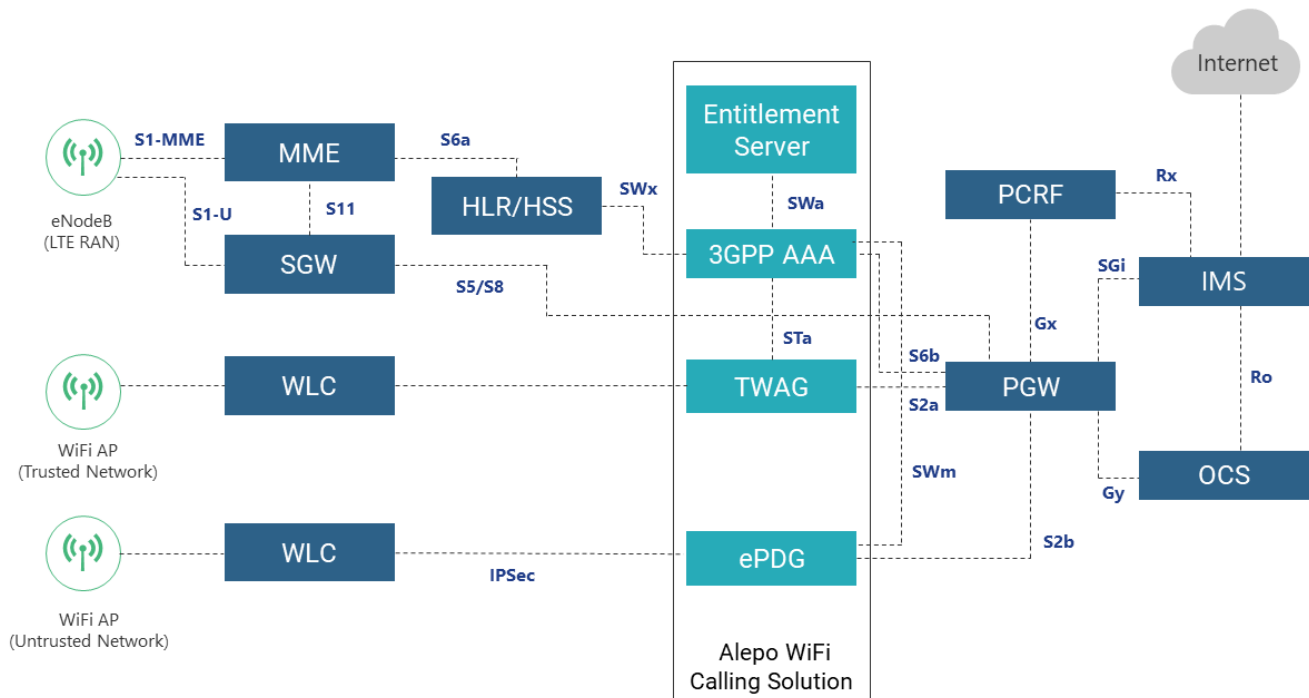 Internet
Entitlement
Server
S1-MME
MME
S6a
eNodeB
(LTE RAN)
S1-U
S11
HLR/HSS
SWx
SWa
PCRF
Rx
SGW
S5/S8
3GPP AAA
SGi
IMS
STa
Gx
S6b
WLC
TWAG
S2a
PGW
Ro
WiFi AP
(Trusted Network)
SWm
OCS
Gy
WLC
IPSec
ePDG
S2b
WiFi AP
(Untrusted Network)
Alepo WiFi
Calling Solution